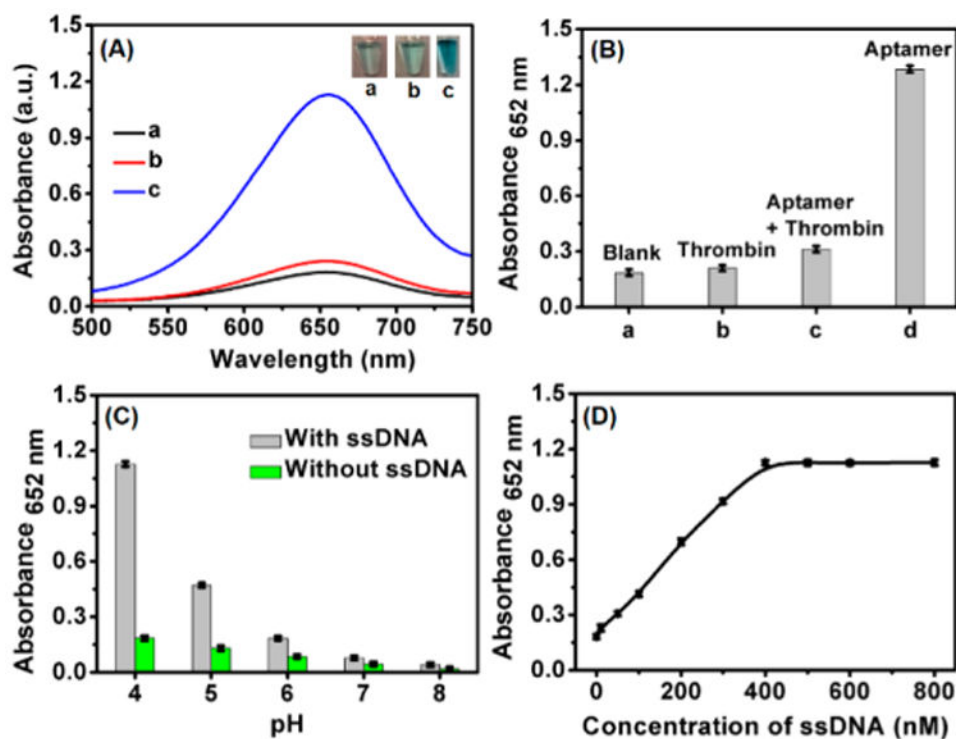 (A)
1.5
1.2
0.9
0.6
0.3
0.0
Absorbance (a.u.)
a
b
c
a b c
500 550 600 650 700 750
Wavelength (nm)
(B)
1.5
1.2
0.9
0.6
0.3
0.0
Absorbance 652 nm
Blank
Thrombin
Aptamer
+ Thrombin
Aptamer
a b c d
(C)
1.5
1.2
0.9
0.6
0.3
0.0
Absorbance 652 nm
With ssDNA
Without ssDNA
4 5 6 7 8
pH
(D)
1.5
1.2
0.9
0.6
0.3
0.0
Absorbance 652 nm
0 200 400 600 800
Concentration of ssDNA (nM)